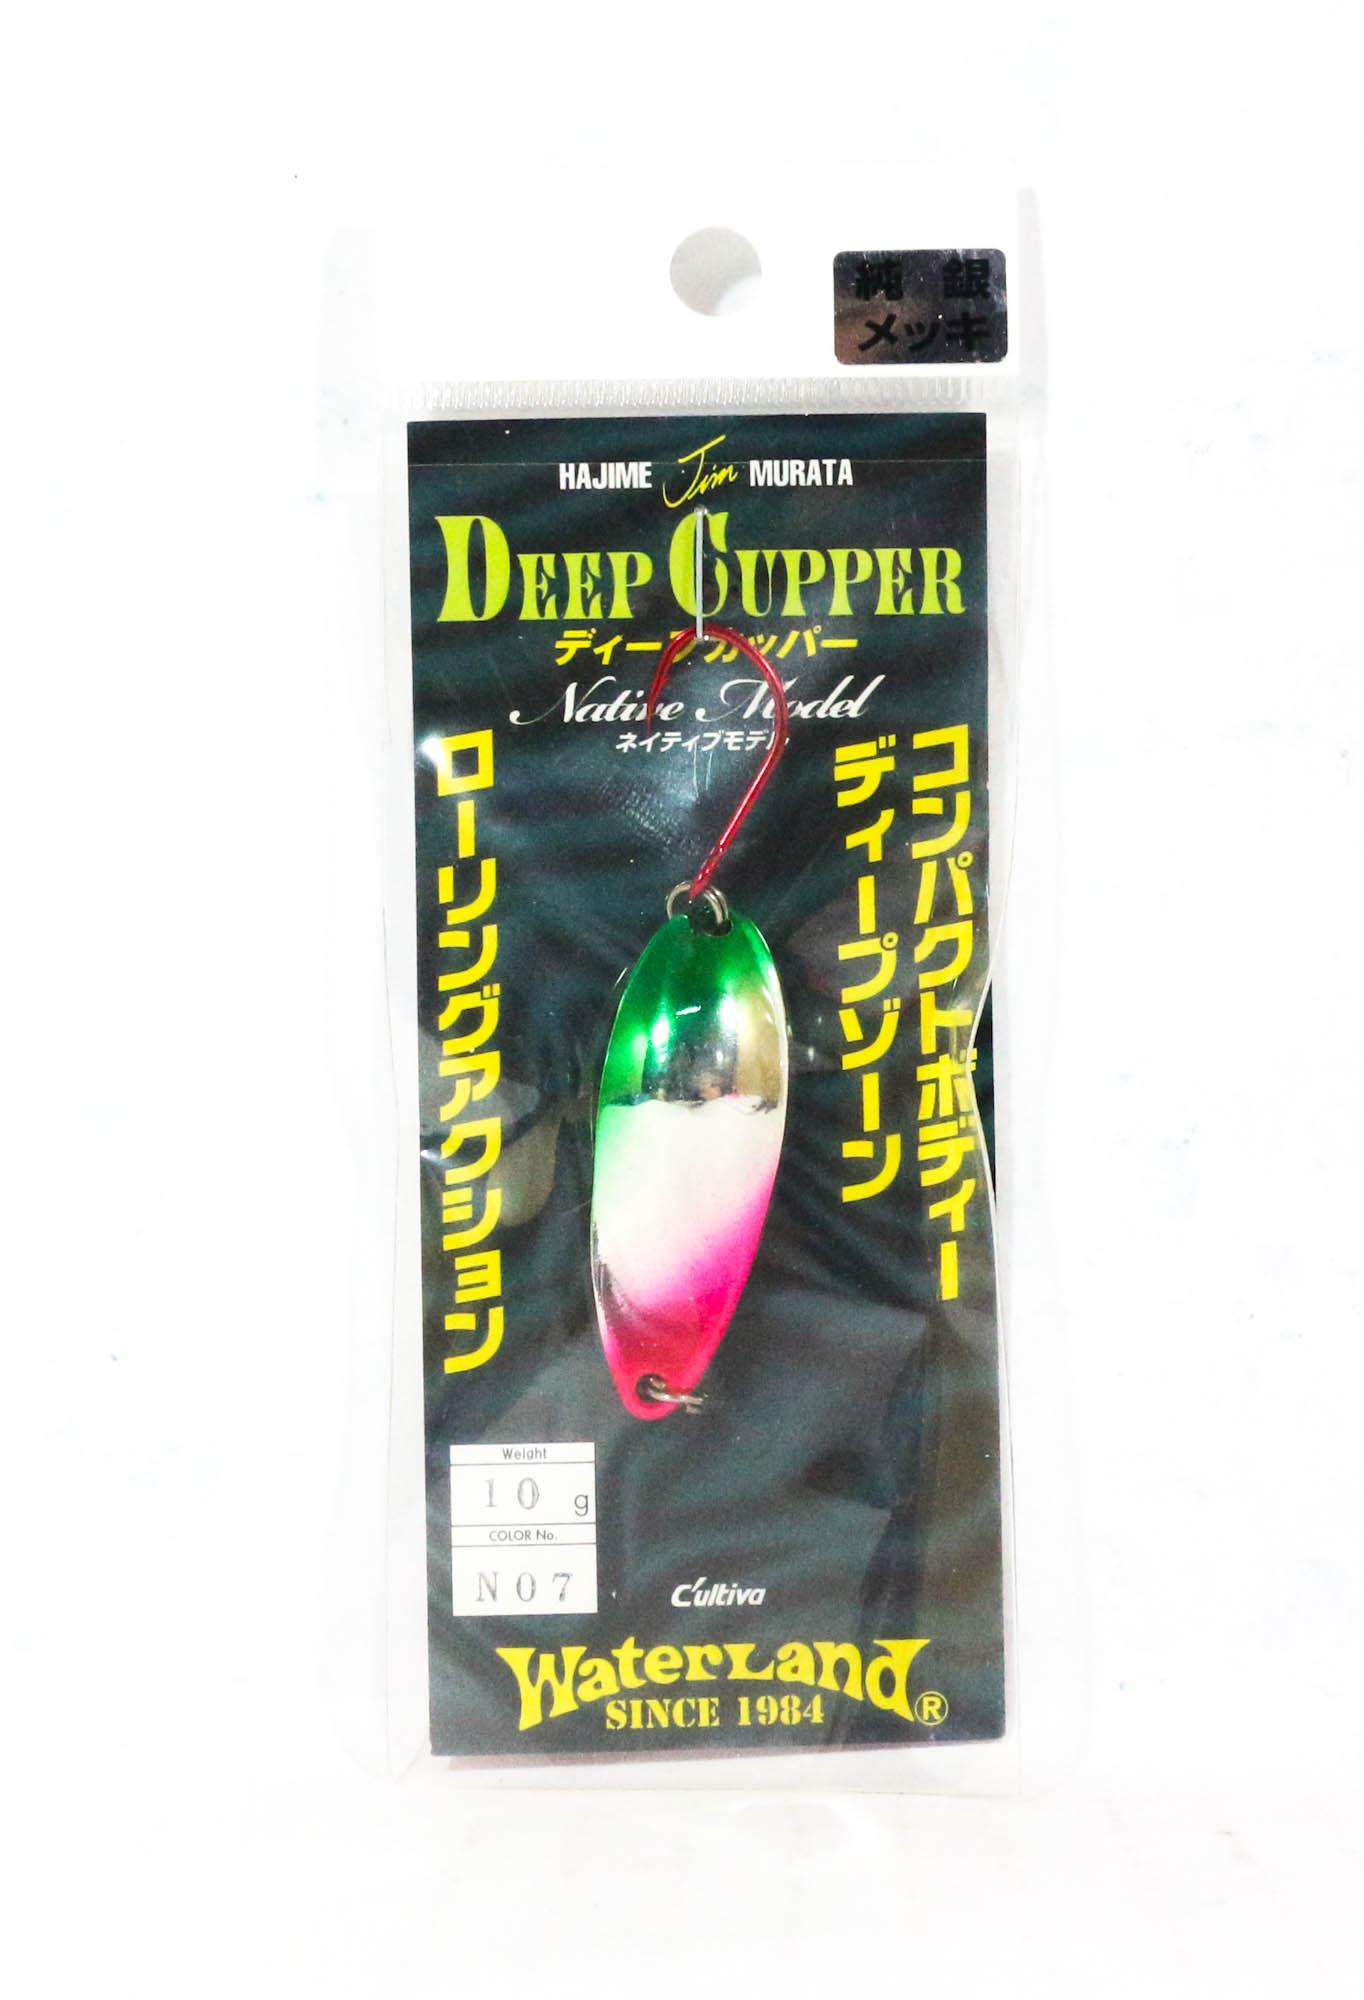 純銀
メッキ
HAJIME Jim MURATA
DEEP CUPPER
ディープカッパー
Native Model
ネイティブモデル
コンパクトボディー
ディープゾーン
ローリングアクション
Weight
10 g
COLOR No.
N07
C'ultiva
WaterLand®
SINCE 1984